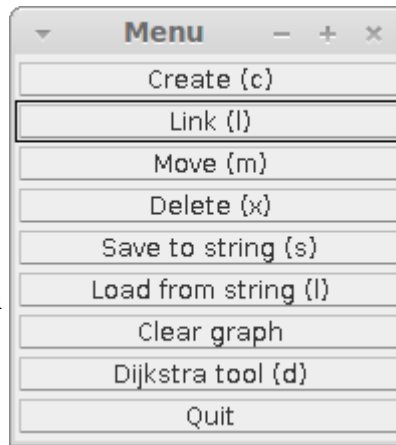 Menu
Create (c)
Link (l)
Move (m)
Delete (x)
Save to string (s)
Load from string (l)
Clear graph
Dijkstra tool (d)
Quit